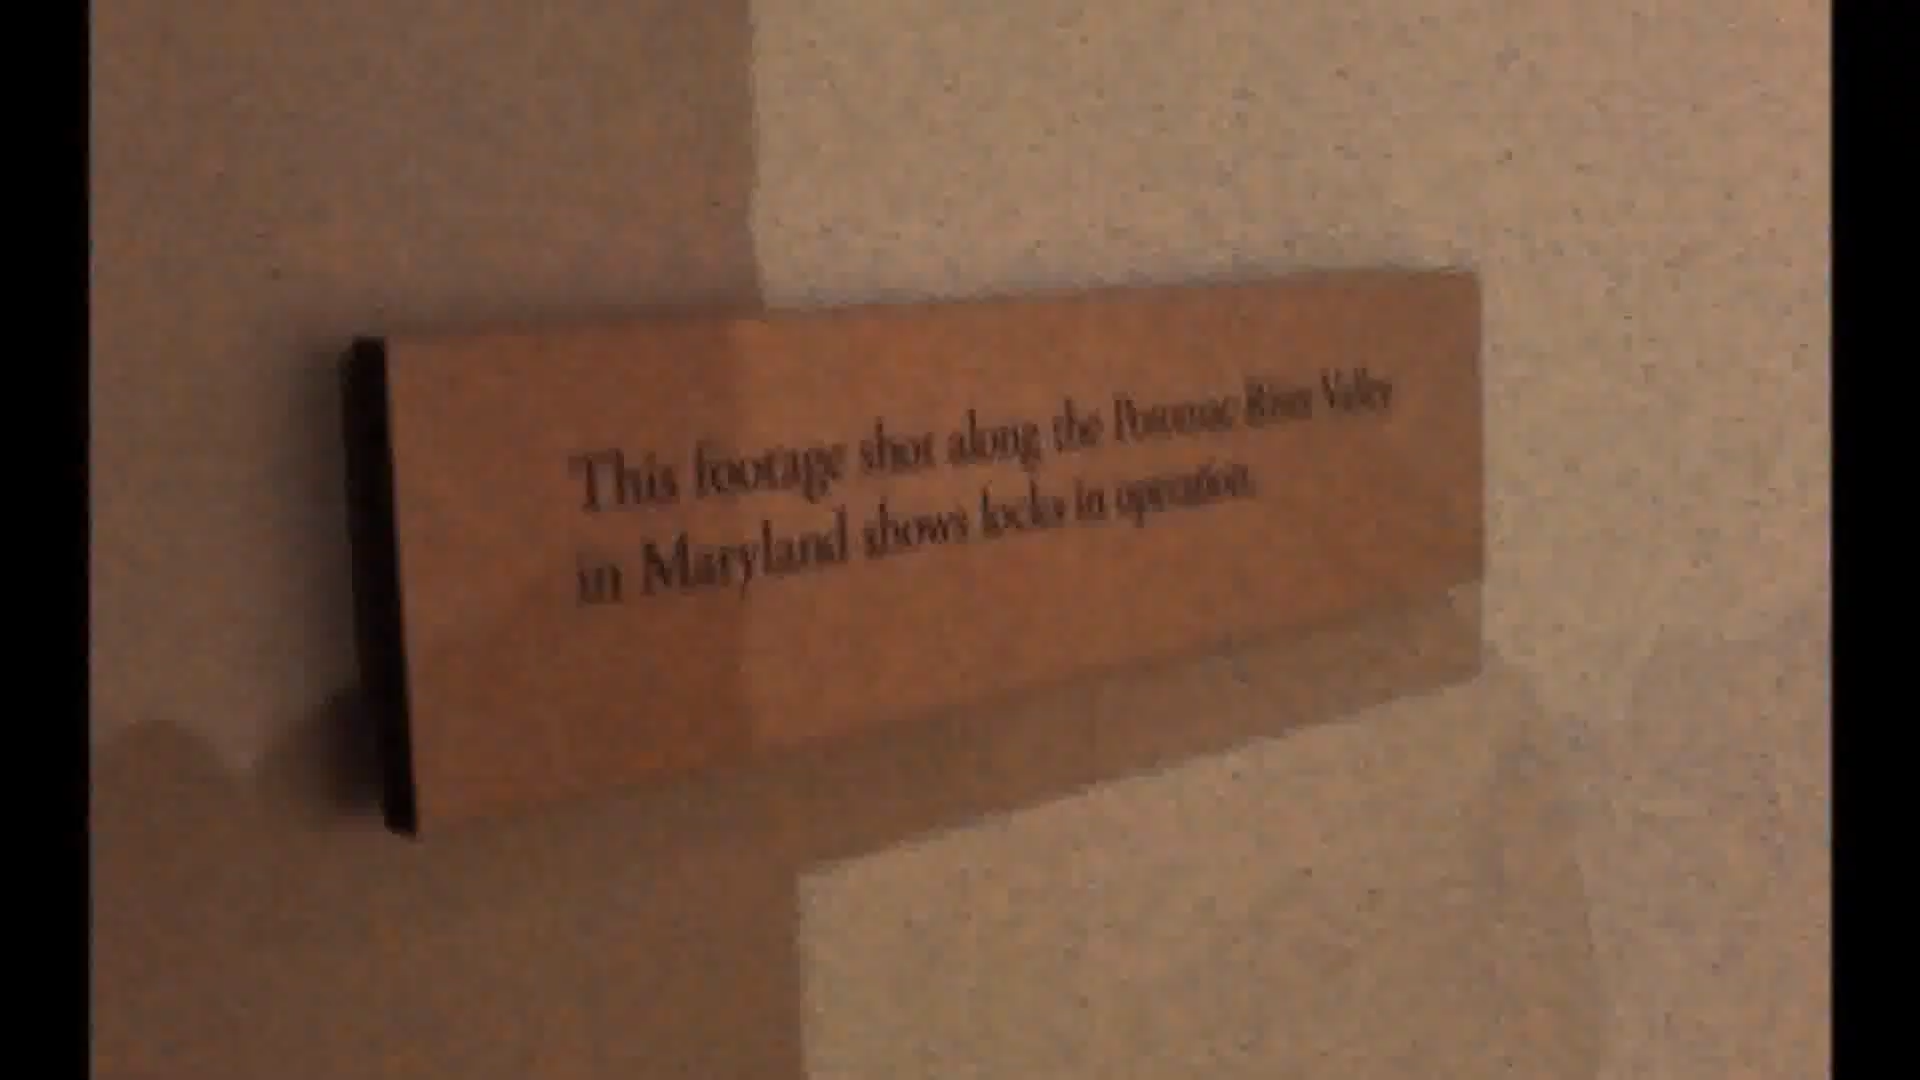 This footage shot along the Potomac River Valley
in Maryland shows locks in operation.